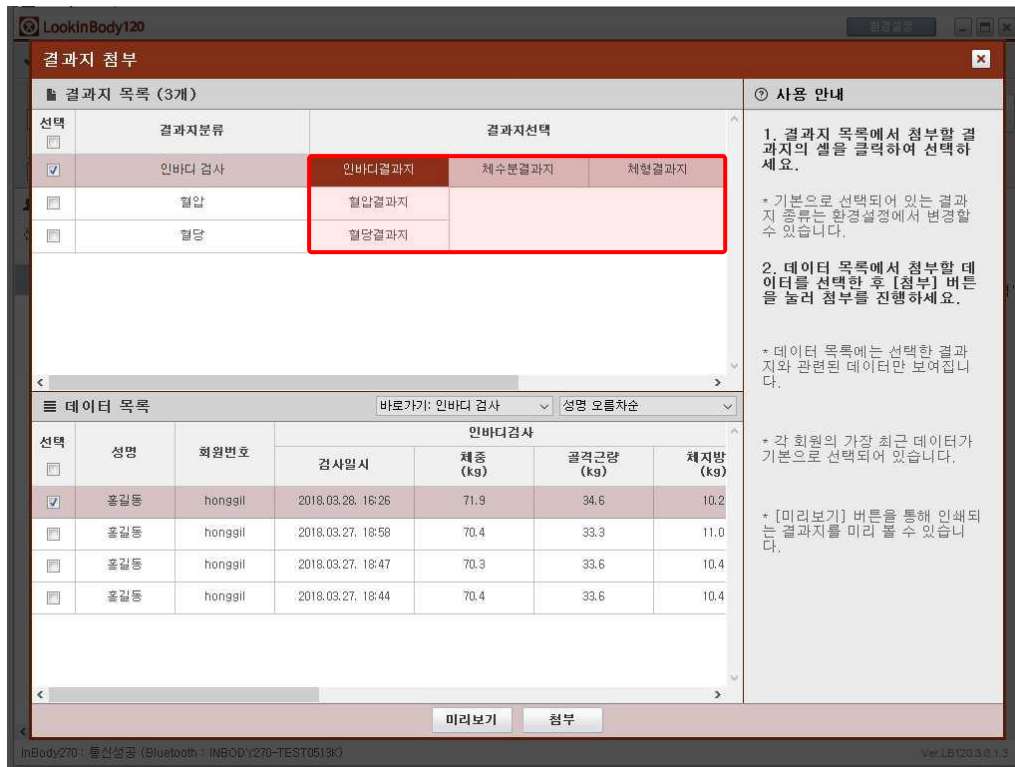 LookinBody120
환경설정
결과지 첨부
결과지 목록 (3개)
선택
결과지분류
결과지선택
인바디 검사
인바디결과지
체수분결과지
체형결과지
혈압
혈압결과지
혈당
혈당결과지
사용 안내
1. 결과지 목록에서 첨부할 결
과지의 셀을 클릭하여 선택하
세요.
* 기본으로 선택되어 있는 결과
지 종류는 환경설정에서 변경할
수 있습니다.
2. 데이터 목록에서 첨부할 데
이터를 선택한 후 [첨부] 버튼
을 눌러 첨부를 진행하세요.
* 데이터 목록에는 선택한 결과
지와 관련된 데이터만 보여집니
다.
* 각 회원의 가장 최근 데이터가
기본으로 선택되어 있습니다.
* [미리보기] 버튼을 통해 인쇄되
는 결과지를 미리 볼 수 있습니
다.
데이터 목록
바로가기: 인바디 검사
성명 오름차순
선택
성명
회원번호
인바디검사
검사일시
체중
(kg)
골격근량
(kg)
체지방
(kg)
홍길동 honggil 2018.03.28. 16:26 71.9 34.6 10.2
홍길동 honggil 2018.03.27. 18:58 70.4 33.3 11.0
홍길동 honggil 2018.03.27. 18:47 70.3 33.6 10.4
홍길동 honggil 2018.03.27. 18:44 70.4 33.6 10.4
미리보기
첨부
InBody270 : 통신성공 (Bluetooth : INBODY270-TEST0513K)
Ver.LB120.3.0.1.3